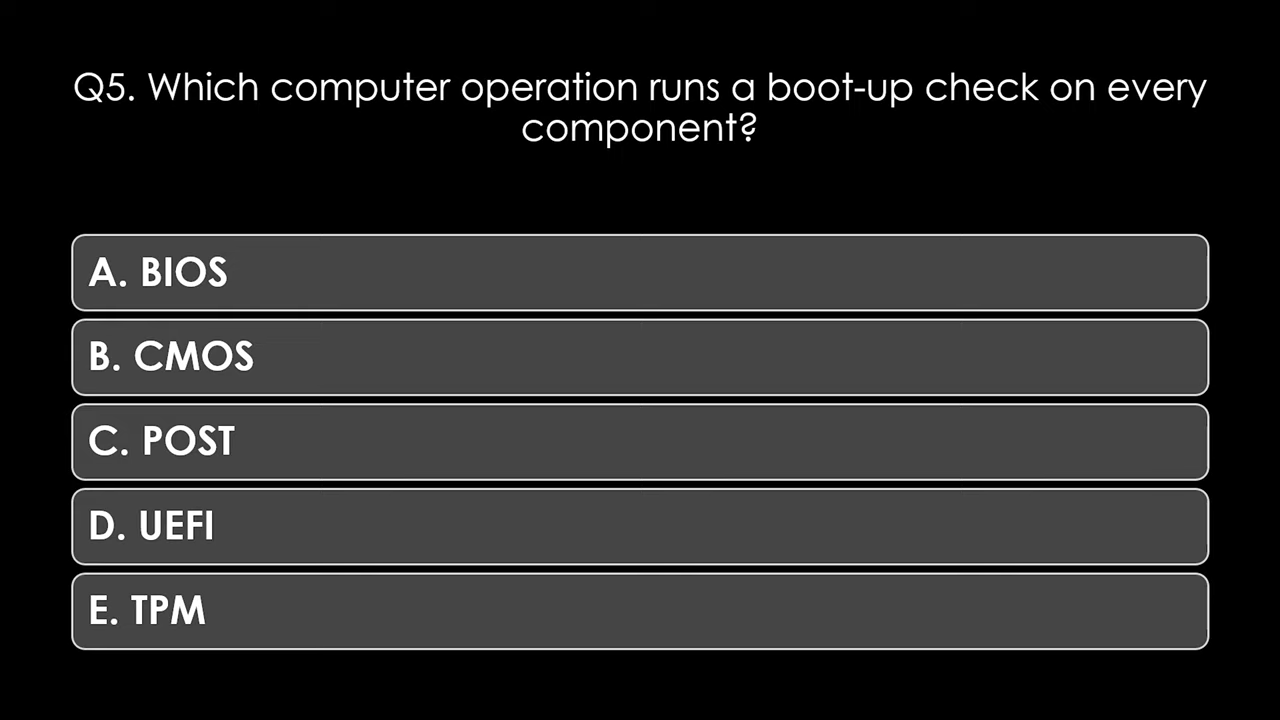 Q5. Which computer operation runs a boot-up check on every
component?
A. BIOS
B. CMOS
C. POST
D. UEFI
E. TPM